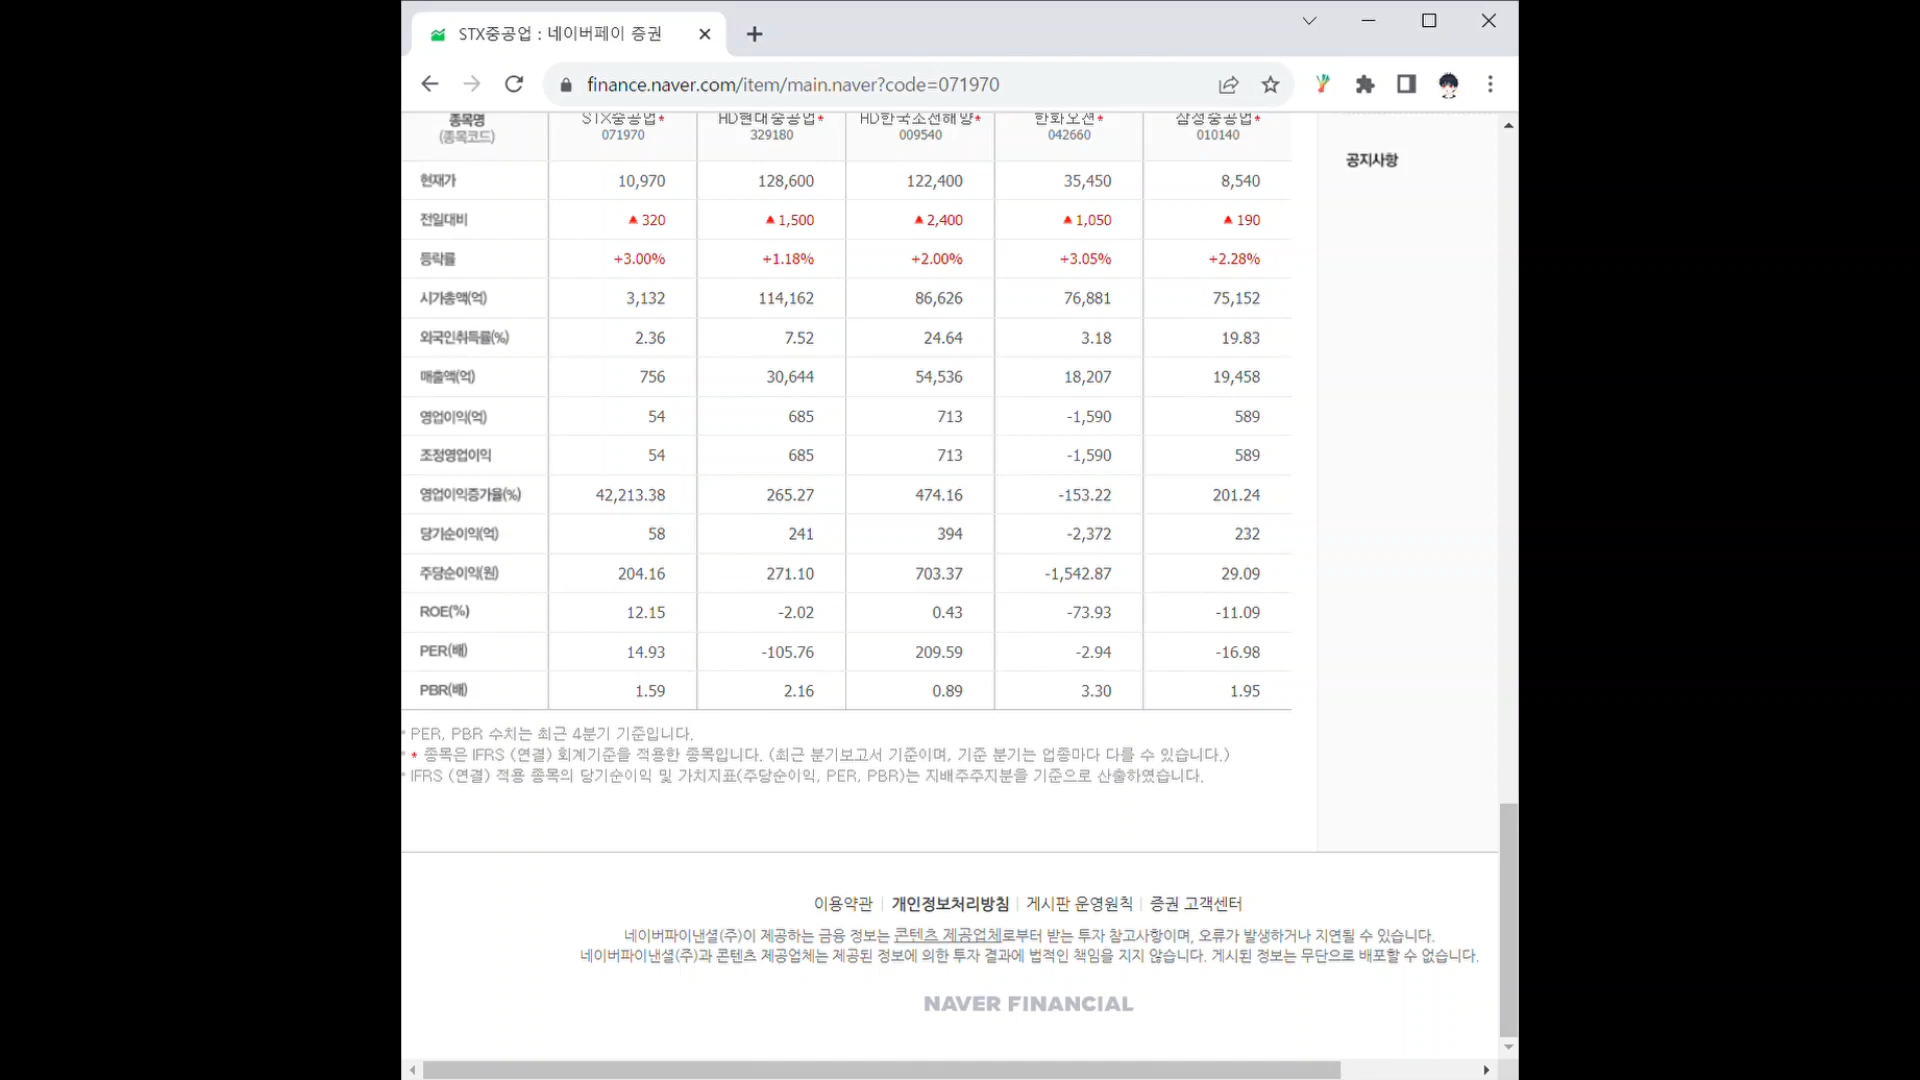 STX중공업 : 네이버페이 증권
finance.naver.com/item/main.naver?code=071970
종목명 STX중공업* HD현대중공업* HD한국조선해양* 한화오션* 삼성중공업*
(종목코드) 071970 329180 009540 042660 010140
공지사항
현재가 10,970 128,600 122,400 35,450 8,540
전일대비 ▲320 ▲1,500 ▲2,400 ▲1,050 ▲190
등락률 +3.00% +1.18% +2.00% +3.05% +2.28%
시가총액(억) 3,132 114,162 86,626 76,881 75,152
외국인취득률(%) 2.36 7.52 24.64 3.18 19.83
매출액(억) 756 30,644 54,536 18,207 19,458
영업이익(억) 54 685 713 -1,590 589
조정영업이익 54 685 713 -1,590 589
영업이익증가율(%) 42,213.38 265.27 474.16 -153.22 201.24
당기순이익(억) 58 241 394 -2,372 232
주당순이익(원) 204.16 271.10 703.37 -1,542.87 29.09
ROE(%) 12.15 -2.02 0.43 -73.93 -11.09
PER(배) 14.93 -105.76 209.59 -2.94 -16.98
PBR(배) 1.59 2.16 0.89 3.30 1.95
* PER, PBR 수치는 최근 4분기 기준입니다.
* * 종목은 IFRS (연결) 회계기준을 적용한 종목입니다. (최근 분기보고서 기준이며, 기준 분기는 업종마다 다를 수 있습니다.)
* IFRS (연결) 적용 종목의 당기순이익 및 가치지표(주당순이익, PER, PBR)는 지배주주지분을 기준으로 산출하였습니다.
이용약관 | 개인정보처리방침 | 게시판 운영원칙 | 증권 고객센터
네이버파이낸셜(주)이 제공하는 금융 정보는 콘텐츠 제공업체로부터 받는 투자 참고사항이며, 오류가 발생하거나 지연될 수 있습니다.
네이버파이낸셜(주)과 콘텐츠 제공업체는 제공된 정보에 의한 투자 결과에 법적인 책임을 지지 않습니다. 게시된 정보는 무단으로 배포할 수 없습니다.
NAVER FINANCIAL